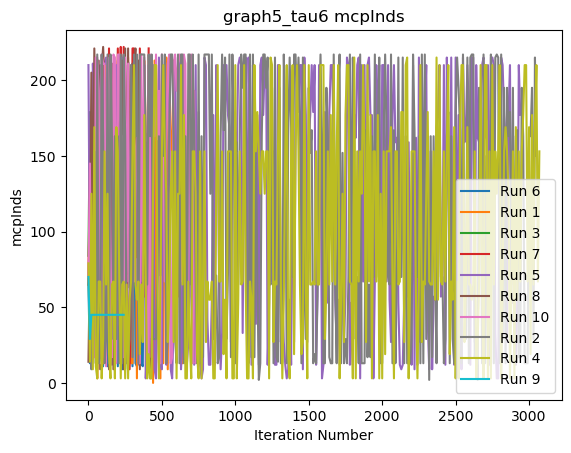 graph5_tau6 mcpInds
mcpInds
200
150
100
50
0
0 500 1000 1500 2000 2500 3000
Iteration Number
Run 6
Run 1
Run 3
Run 7
Run 5
Run 8
Run 10
Run 2
Run 4
Run 9